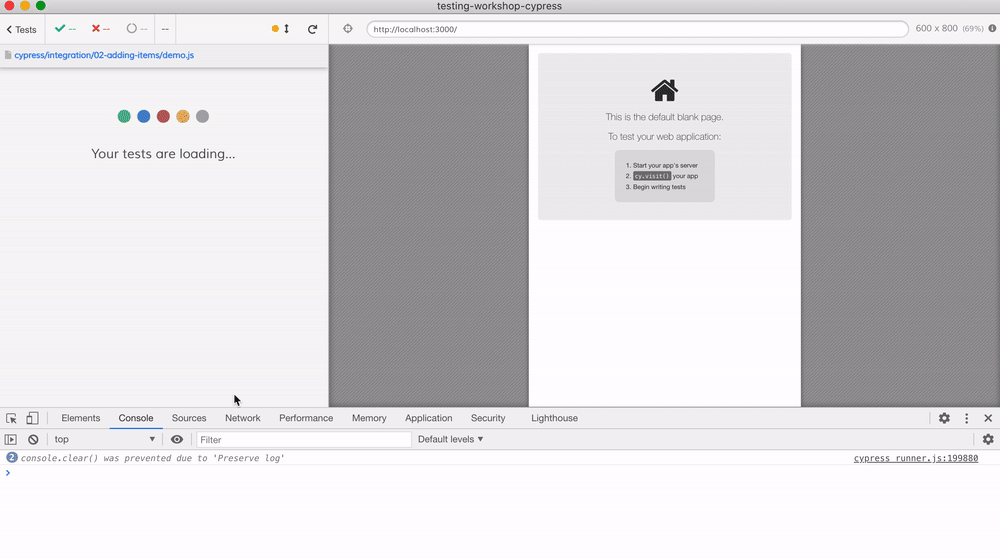 testing-workshop-cypress
Tests -- -- -- --
http://localhost:3000/
600 x 800 (69%)
cypress/integration/02-adding-items/demo.js
Your tests are loading...
This is the default blank page.
To test your web application:
1. Start your app's server
2. cy.visit() your app
3. Begin writing tests
Elements Console Sources Network Performance Memory Application Security Lighthouse
top Filter Default levels
2 console.clear() was prevented due to 'Preserve log' cypress_runner.js:199880